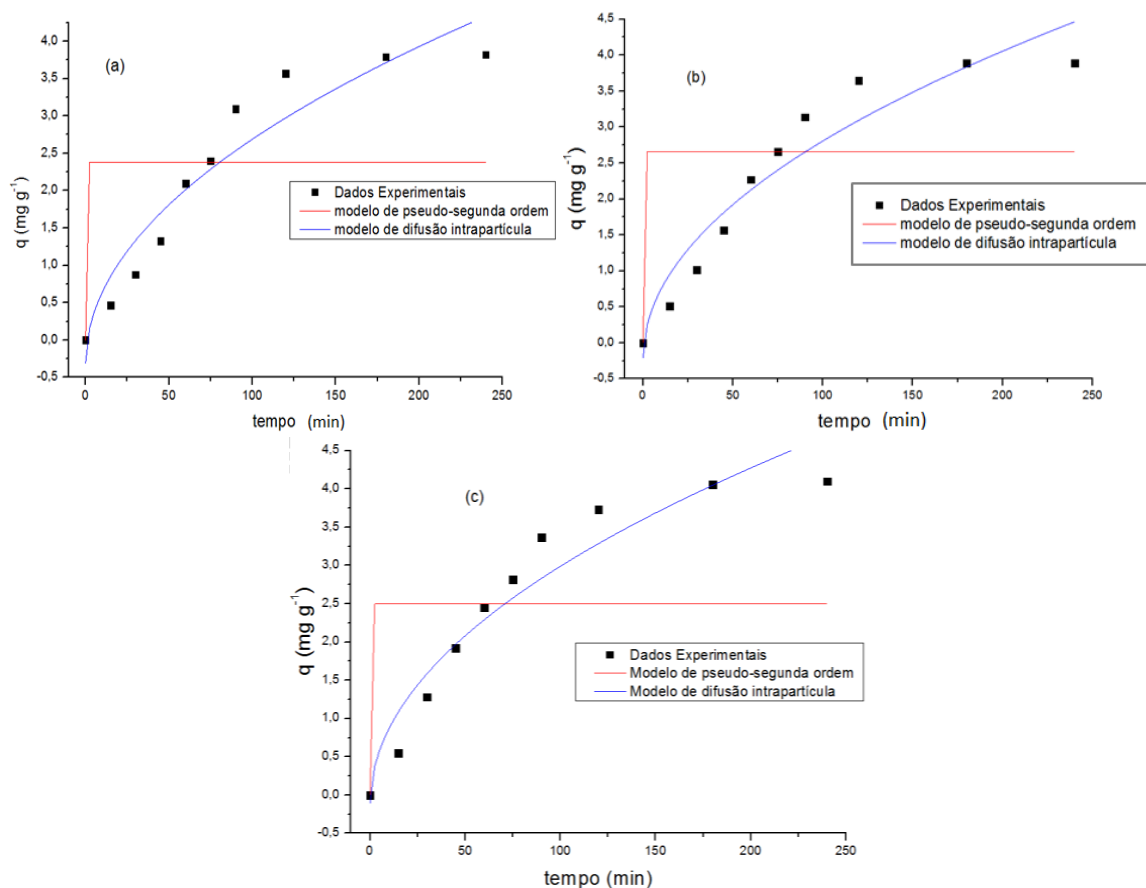 (a)
q (mg g⁻¹)
4,0
3,5
3,0
2,5
2,0
1,5
1,0
0,5
0,0
-0,5
Dados Experimentais
modelo de pseudo-segunda ordem
modelo de difusão intrapartícula
0 50 100 150 200 250
tempo (min)
(b)
q (mg g⁻¹)
4,5
4,0
3,5
3,0
2,5
2,0
1,5
1,0
0,5
0,0
-0,5
Dados Experimentais
modelo de pseudo-segunda ordem
modelo de difusão intrapartícula
0 50 100 150 200 250
tempo (min)
(c)
q (mg g⁻¹)
4,5
4,0
3,5
3,0
2,5
2,0
1,5
1,0
0,5
0,0
-0,5
Dados Experimentais
Modelo de pseudo-segunda ordem
Modelo de difusão intrapartícula
0 50 100 150 200 250
tempo (min)